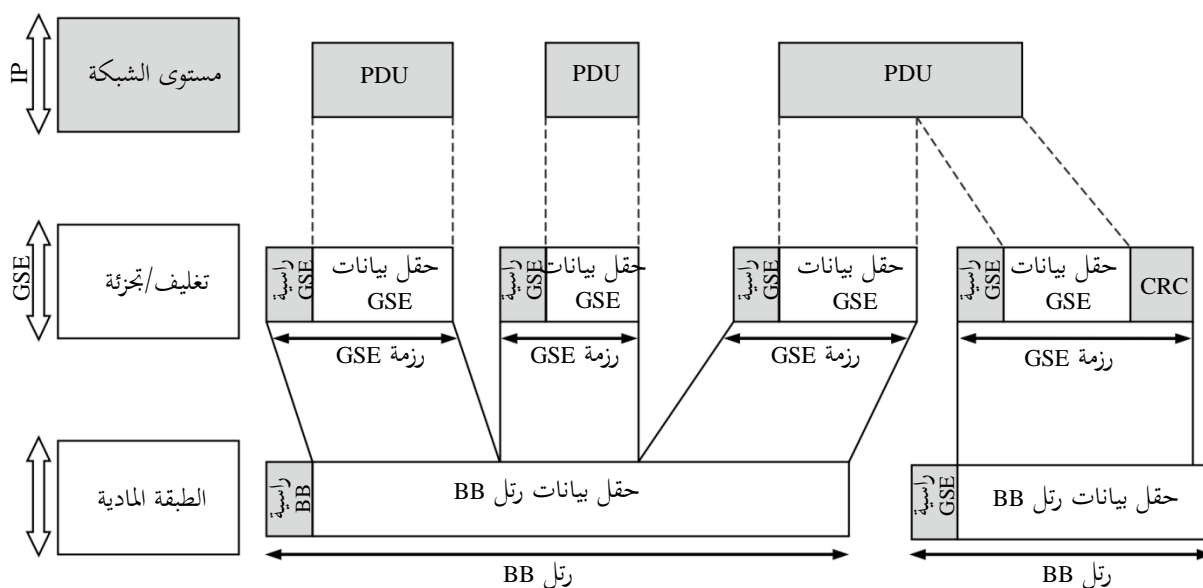 IP
مستوى الشبكة
PDU
PDU
PDU
GSE
تغليف/تجزئة
راسية
GSE
حقل بيانات
GSE
راسية
GSE
حقل بيانات
GSE
راسية
GSE
حقل بيانات
GSE
راسية
GSE
حقل بيانات
GSE
CRC
رزمة GSE
رزمة GSE
رزمة GSE
رزمة GSE
الطبقة المادية
راسية
BB
حقل بيانات رتل BB
راسية
GSE
حقل بيانات رتل BB
رتل BB
رتل BB